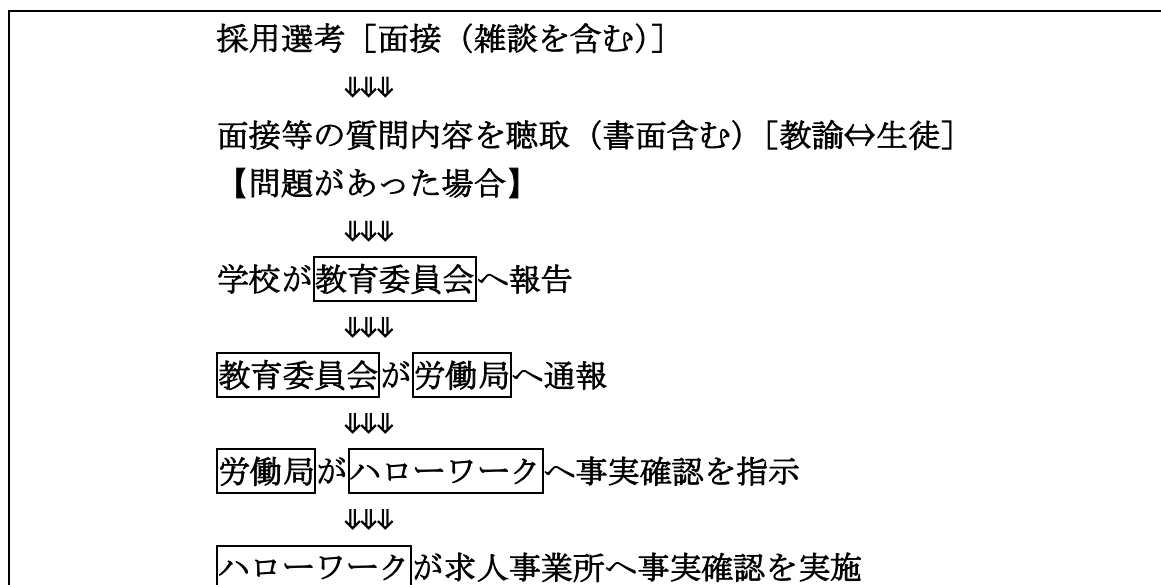 採用選考［面接（雑談を含む）］
⇓⇓⇓
面接等の質問内容を聴取（書面含む）［教諭⇔生徒］
【問題があった場合】
⇓⇓⇓
学校が教育委員会へ報告
⇓⇓⇓
教育委員会が労働局へ通報
⇓⇓⇓
労働局がハローワークへ事実確認を指示
⇓⇓⇓
ハローワークが求人事業所へ事実確認を実施